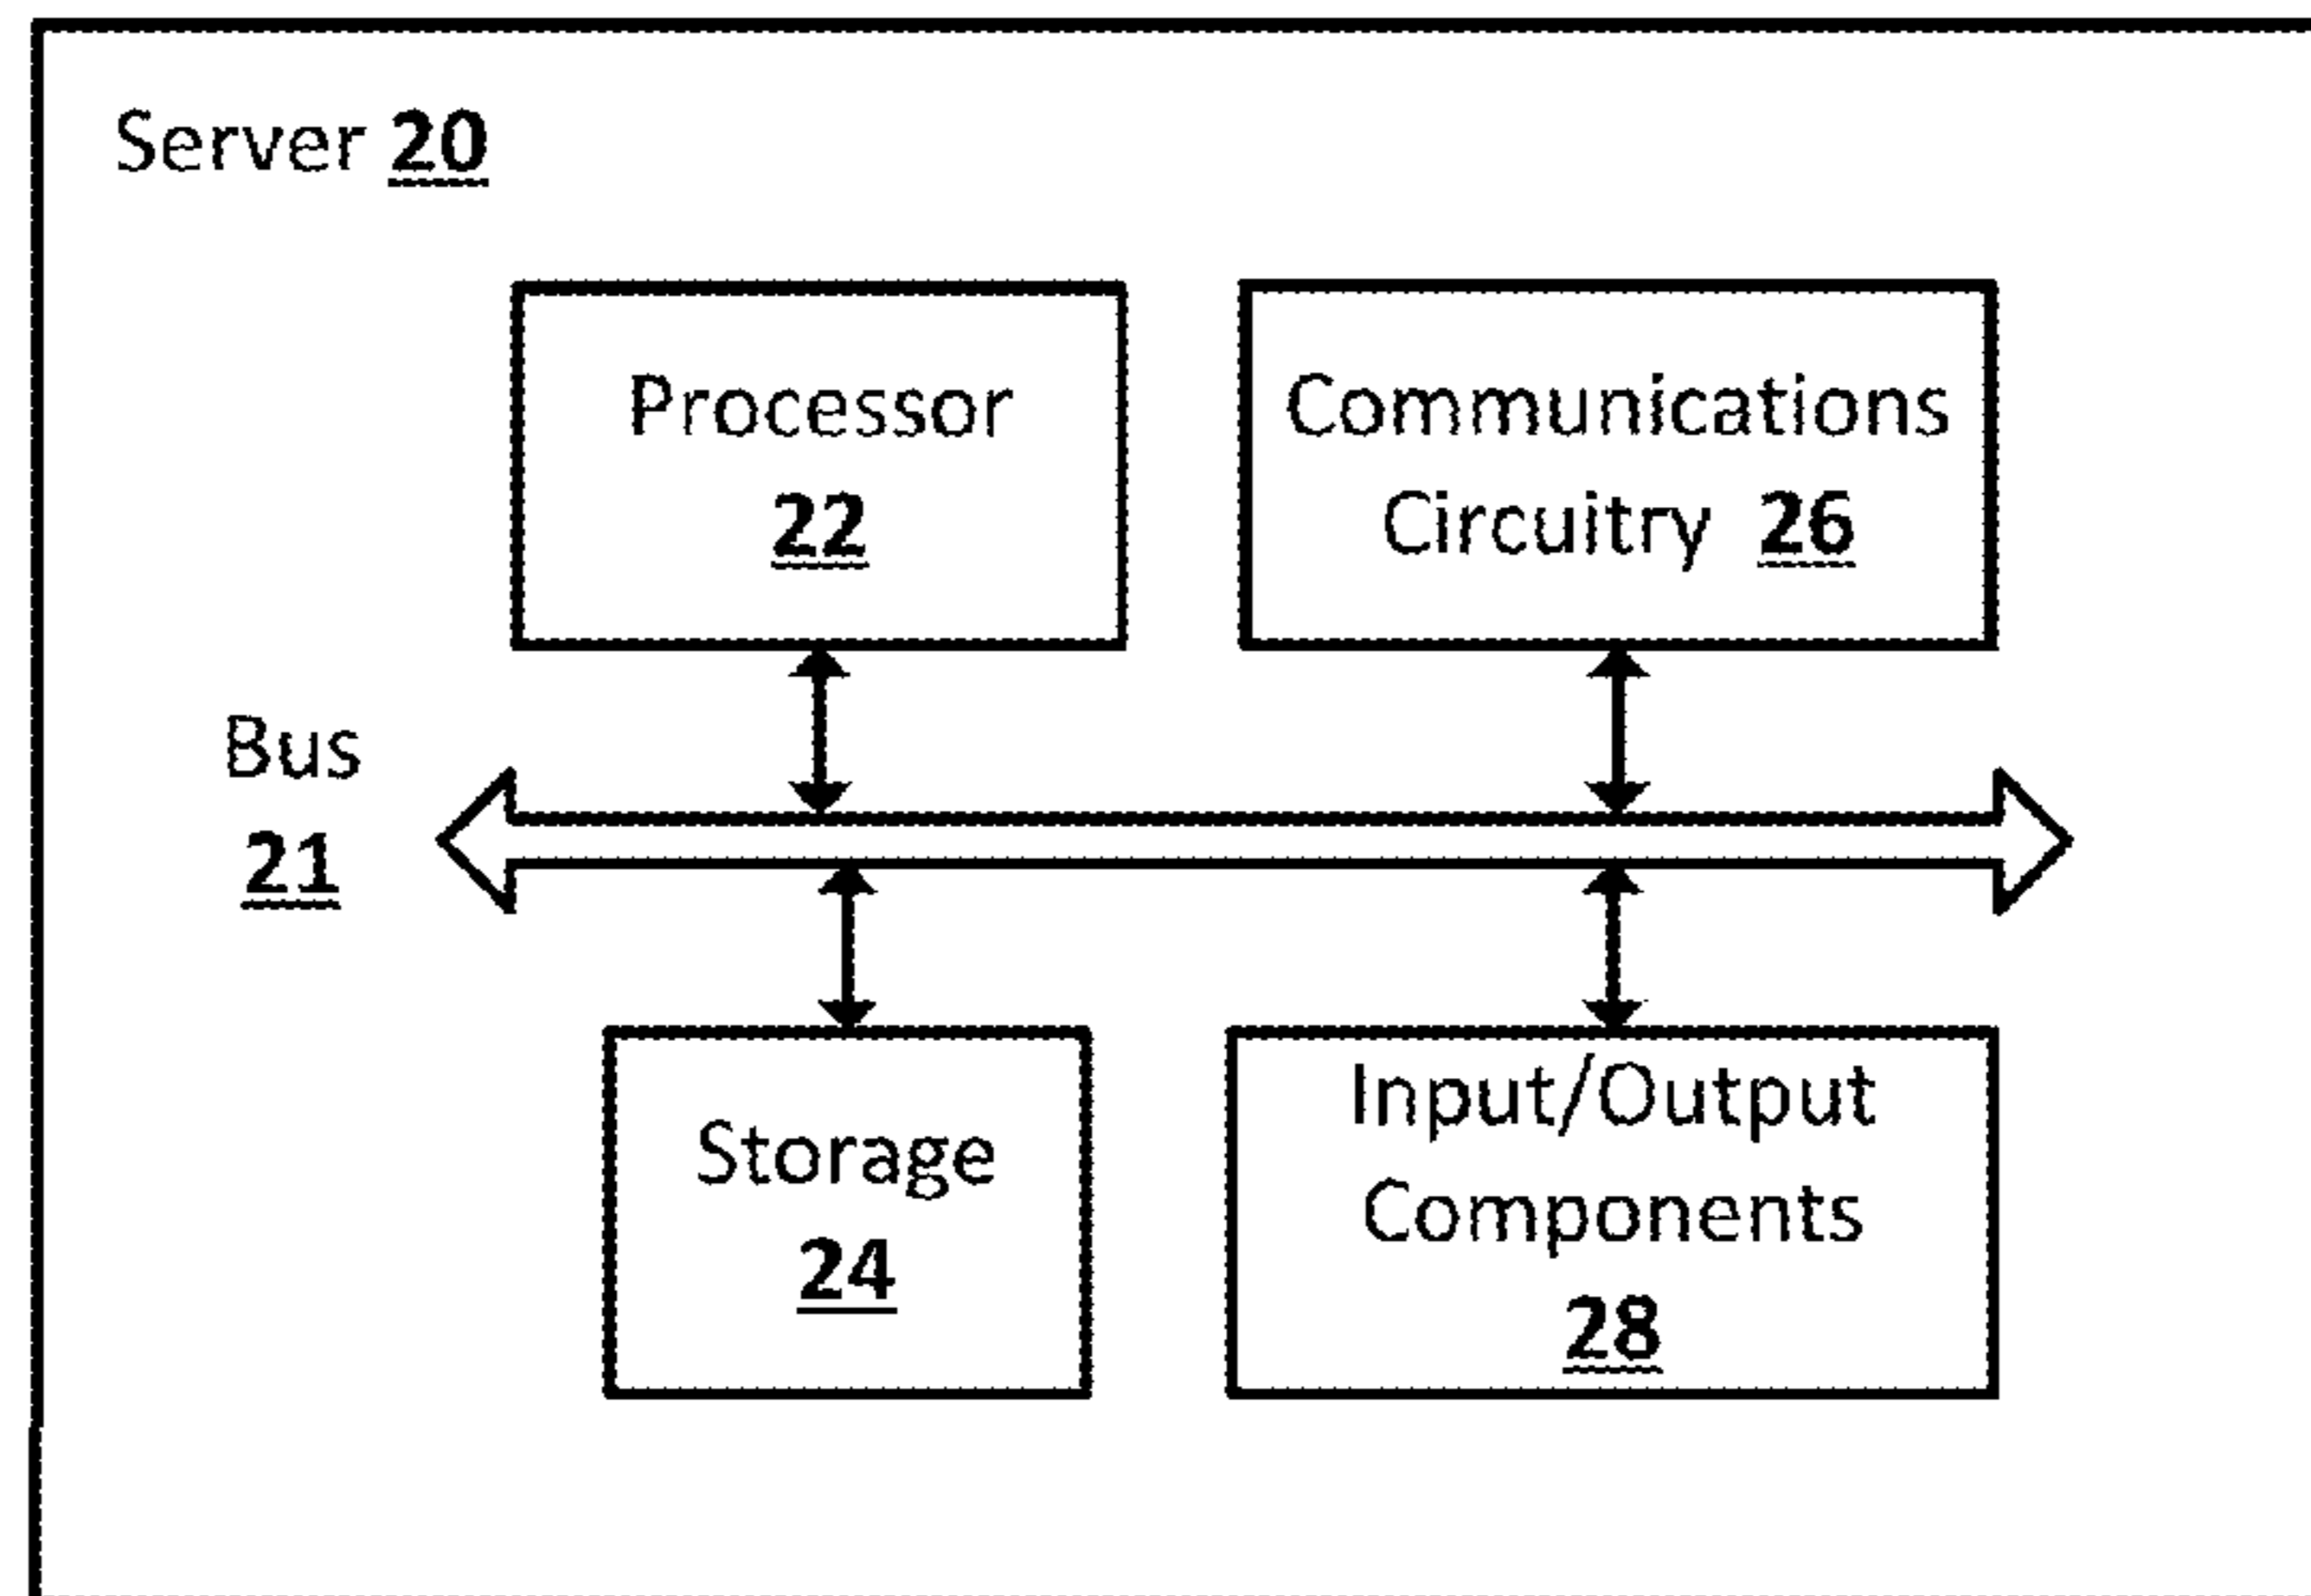 Server 20
Processor
22
Communications
Circuitry 26
Bus
21
Storage
24
Input/Output
Components
28